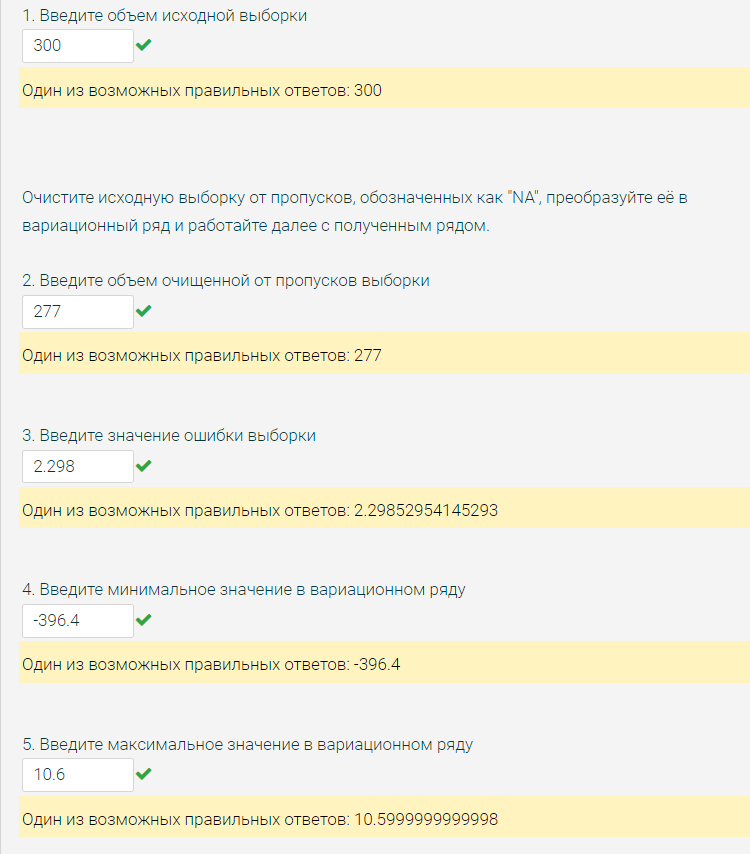 1. Введите объем исходной выборки
300
Один из возможных правильных ответов: 300
Очистите исходную выборку от пропусков, обозначенных как "NA", преобразуйте её в
вариационный ряд и работайте далее с полученным рядом.
2. Введите объем очищенной от пропусков выборки
277
Один из возможных правильных ответов: 277
3. Введите значение ошибки выборки
2.298
Один из возможных правильных ответов: 2.29852954145293
4. Введите минимальное значение в вариационном ряду
-396.4
Один из возможных правильных ответов: -396.4
5. Введите максимальное значение в вариационном ряду
10.6
Один из возможных правильных ответов: 10.5999999999998